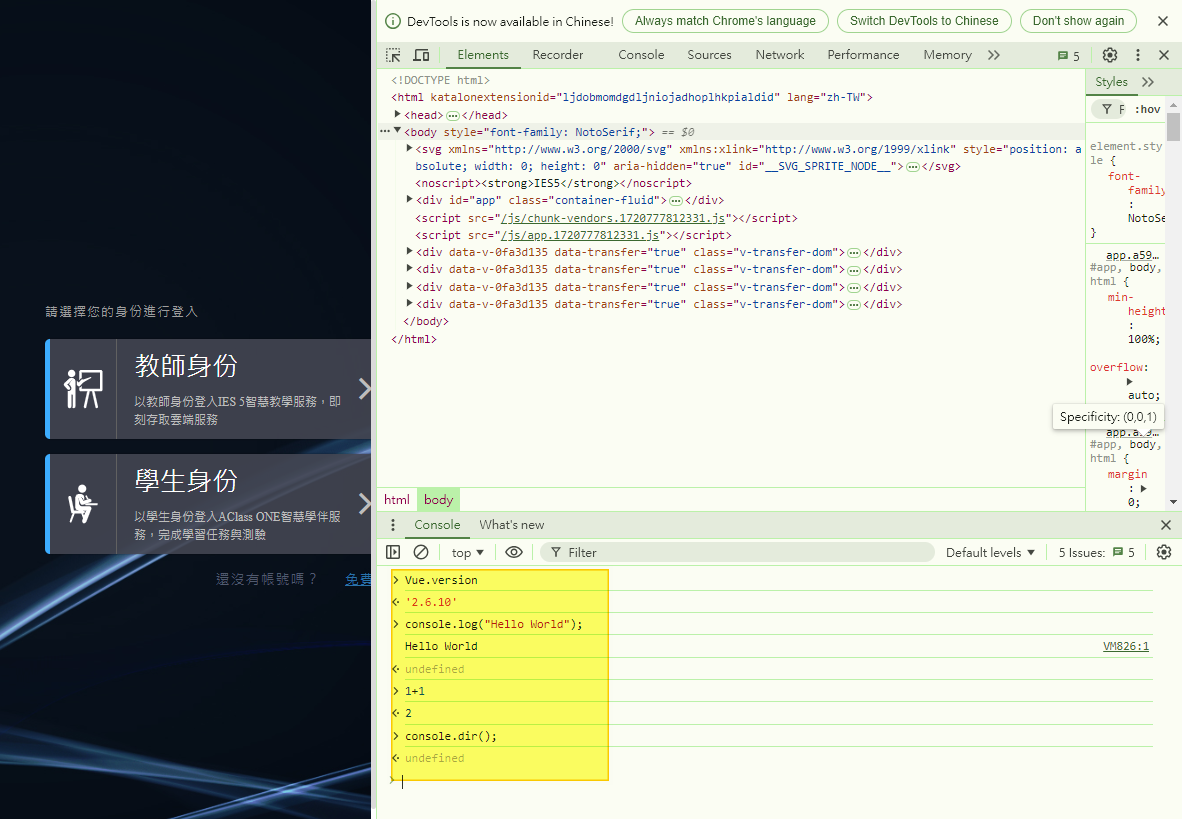 請選擇您的身份進行登入
教師身份
以教師身份登入IES 5智慧教學服務，即
刻存取雲端服務
學生身份
以學生身份登入AClass ONE智慧學伴服
務，完成學習任務與測驗
還沒有帳號嗎？ 免費
DevTools is now available in Chinese! Always match Chrome's language Switch DevTools to Chinese Don't show again
Elements Recorder Console Sources Network Performance Memory 5
<!DOCTYPE html>
<html katalonextensionid="ljdobmomdgdljniojadhoplhkpialdid" lang="zh-TW">
<head>…</head>
<body style="font-family: NotoSerif;"> == $0
<svg xmlns="http://www.w3.org/2000/svg" xmlns:xlink="http://www.w3.org/1999/xlink" style="position: a
bsolute; width: 0; height: 0" aria-hidden="true" id="__SVG_SPRITE_NODE__">…</svg>
<noscript><strong>IES5</strong></noscript>
<div id="app" class="container-fluid">…</div>
<script src="/js/chunk-vendors.1720777812331.js"></script>
<script src="/js/app.1720777812331.js"></script>
<div data-v-0fa3d135 data-transfer="true" class="v-transfer-dom">…</div>
<div data-v-0fa3d135 data-transfer="true" class="v-transfer-dom">…</div>
<div data-v-0fa3d135 data-transfer="true" class="v-transfer-dom">…</div>
<div data-v-0fa3d135 data-transfer="true" class="v-transfer-dom">…</div>
</body>
</html>
html body
Styles
F :hov
element.sty
le {
font-
family
:
NotoSe
}
app.a59…
#app, body,
html {
min-
height
:
100%;
overflow:
auto;
Specificity: (0,0,1)
#app, body,
html {
margin
:
0;
Console What's new
top Filter Default levels 5 Issues: 5
> Vue.version
'2.6.10'
> console.log("Hello World");
Hello World VM826:1
undefined
> 1+1
2
> console.dir();
undefined
>